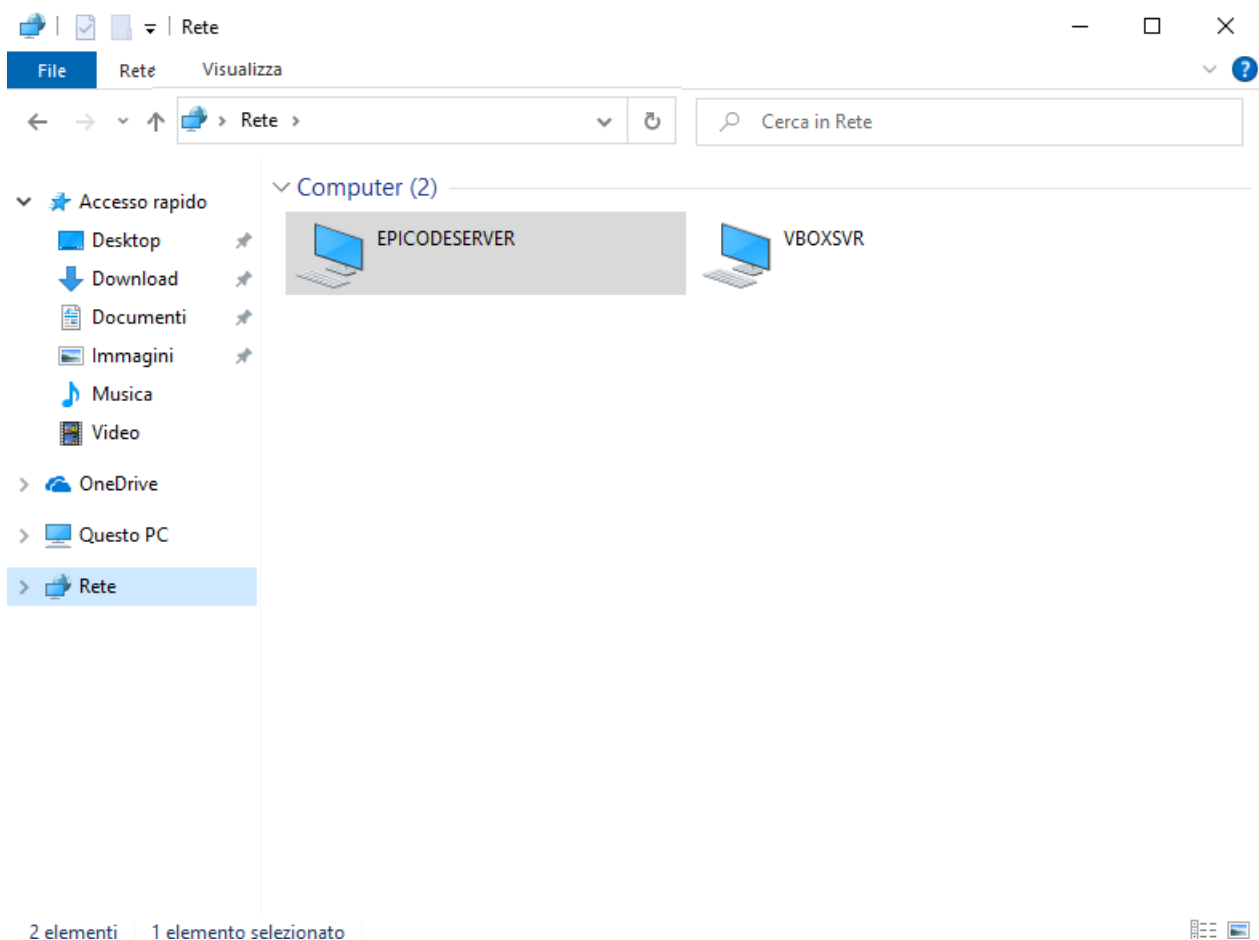 Rete
File Rete Visualizza
Rete
Cerca in Rete
Accesso rapido
Desktop
Download
Documenti
Immagini
Musica
Video
OneDrive
Questo PC
Rete
Computer (2)
EPICODESERVER
VBOXSVR
2 elementi 1 elemento selezionato